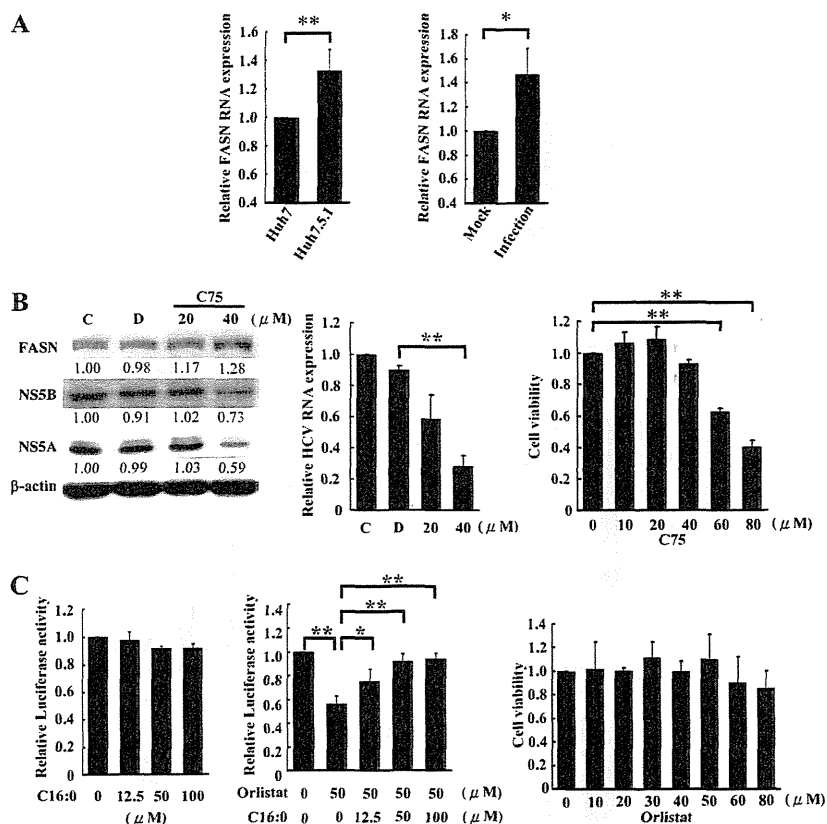 A
Relative FASN RNA expression
1.6
1.4
1.2
1.0
0.8
0.6
0.4
**
Huh7
Huh7.5.1
Relative FASN RNA expression
1.8
1.6
1.4
1.2
1.0
0.8
0.6
0.4
*
Mock
Infection
B
C75
C D 20 40 (μM)
FASN
1.00 0.98 1.17 1.28
NS5B
1.00 0.91 1.02 0.73
NS5A
1.00 0.99 1.03 0.59
β-actin
Relative HCV RNA expression
1.2
1.0
0.8
0.6
0.4
0.2
0
**
C D 20 40 (μM)
Cell viability
1.4
1.2
1.0
0.8
0.6
0.4
0.2
0
**
**
0 10 20 40 60 80 (μM)
C75
C
Relative Luciferase activity
1.2
1.0
0.8
0.6
0.4
0.2
0
C16:0 0 12.5 50 100
(μM)
Relative Luciferase activity
1.4
1.2
1.0
0.8
0.6
0.4
0.2
0
**
**
** *
Orlistat 0 50 50 50 50 (μM)
C16:0 0 0 12.5 50 100 (μM)
Cell viability
1.4
1.2
1.0
0.8
0.6
0.4
0.2
0
0 10 20 30 40 50 60 80 (μM)
Orlistat